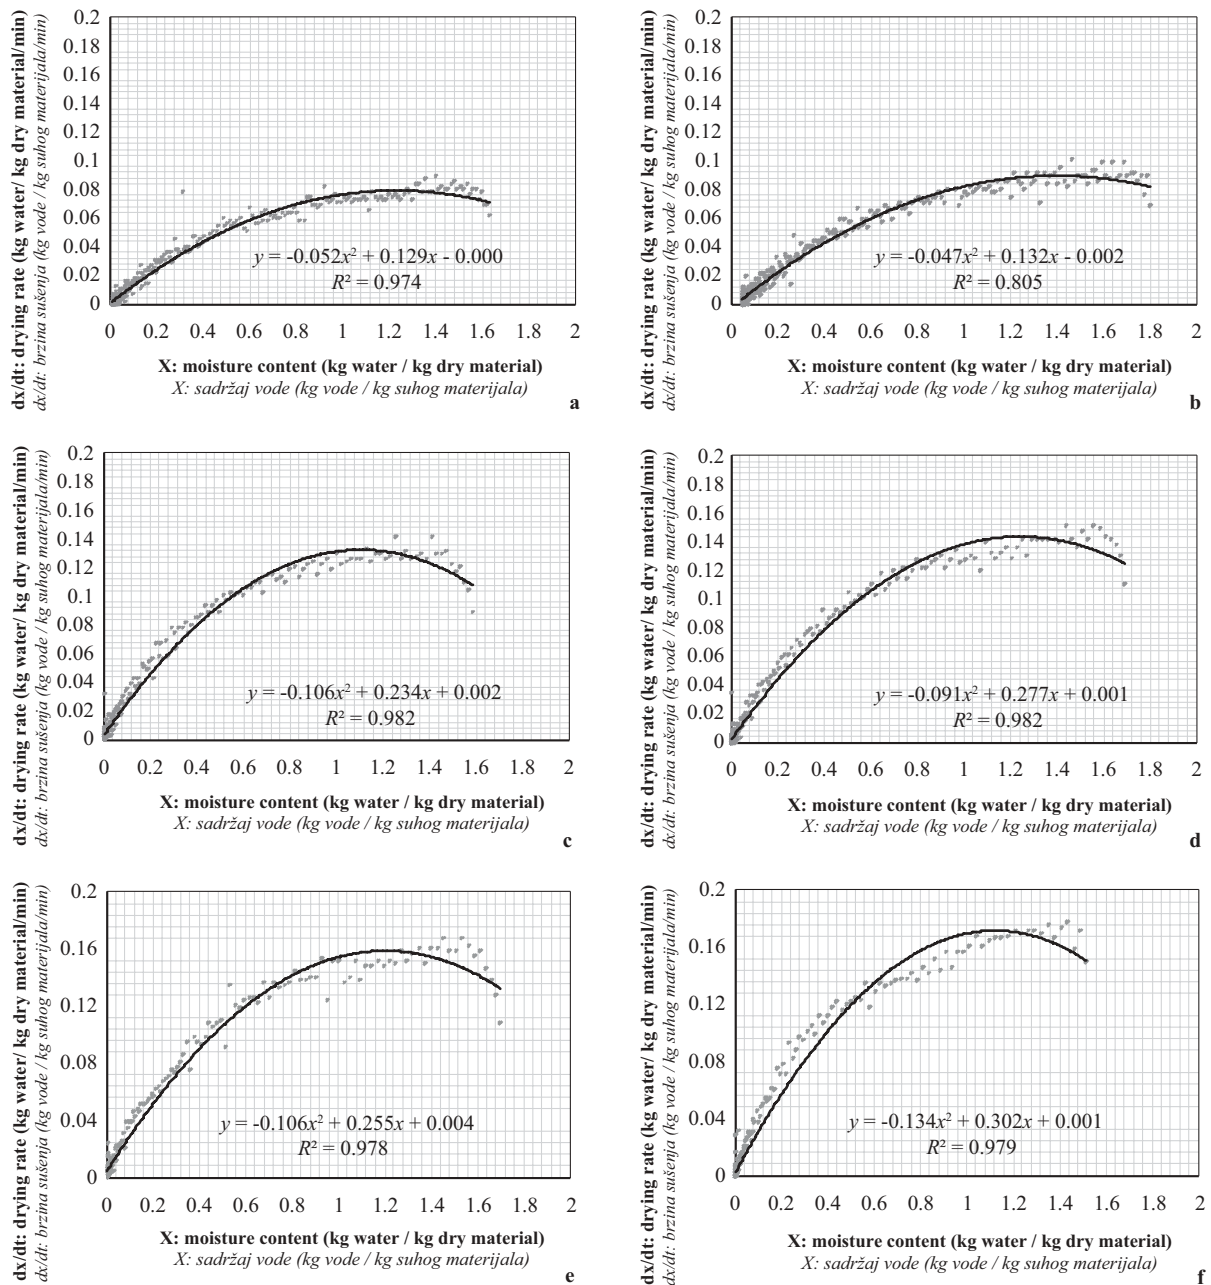 dx/dt: drying rate (kg water/ kg dry material/min)
dx/dt: brzina sušenja (kg vode / kg suhog materijala/min)
0.2
0.18
0.16
0.14
0.12
0.1
0.08
0.06
0.04
0.02
0
y = -0.052x² + 0.129x - 0.000
R² = 0.974
0 0.2 0.4 0.6 0.8 1 1.2 1.4 1.6 1.8 2
X: moisture content (kg water / kg dry material)
X: sadržaj vode (kg vode / kg suhog materijala)
a
dx/dt: drying rate (kg water/ kg dry material/min)
dx/dt: brzina sušenja (kg vode / kg suhog materijala/min)
0.2
0.18
0.16
0.14
0.12
0.1
0.08
0.06
0.04
0.02
0
y = -0.047x² + 0.132x - 0.002
R² = 0.805
0 0.2 0.4 0.6 0.8 1 1.2 1.4 1.6 1.8 2
X: moisture content (kg water / kg dry material)
X: sadržaj vode (kg vode / kg suhog materijala)
b
dx/dt: drying rate (kg water/ kg dry material/min)
dx/dt: brzina sušenja (kg vode / kg suhog materijala/min)
0.2
0.18
0.16
0.14
0.12
0.1
0.08
0.06
0.04
0.02
0
y = -0.106x² + 0.234x + 0.002
R² = 0.982
0 0.2 0.4 0.6 0.8 1 1.2 1.4 1.6 1.8 2
X: moisture content (kg water / kg dry material)
X: sadržaj vode (kg vode / kg suhog materijala)
c
dx/dt: drying rate (kg water/ kg dry material/min)
dx/dt: brzina sušenja (kg vode / kg suhog materijala/min)
0.2
0.18
0.16
0.14
0.12
0.1
0.08
0.06
0.04
0.02
0
y = -0.091x² + 0.277x + 0.001
R² = 0.982
0 0.2 0.4 0.6 0.8 1 1.2 1.4 1.6 1.8 2
X: moisture content (kg water / kg dry material)
X: sadržaj vode (kg vode / kg suhog materijala)
d
dx/dt: drying rate (kg water/ kg dry material/min)
dx/dt: brzina sušenja (kg vode / kg suhog materijala/min)
0.2
0.16
0.12
0.08
0.04
0
y = -0.106x² + 0.255x + 0.004
R² = 0.978
0 0.2 0.4 0.6 0.8 1 1.2 1.4 1.6 1.8 2
X: moisture content (kg water / kg dry material)
X: sadržaj vode (kg vode / kg suhog materijala)
e
dx/dt: drying rate (kg water/ kg dry material/min)
dx/dt: brzina sušenja (kg vode / kg suhog materijala/min)
0.2
0.16
0.12
0.08
0.04
0
y = -0.134x² + 0.302x + 0.001
R² = 0.979
0 0.2 0.4 0.6 0.8 1 1.2 1.4 1.6 1.8 2
X: moisture content (kg water / kg dry material)
X: sadržaj vode (kg vode / kg suhog materijala)
f